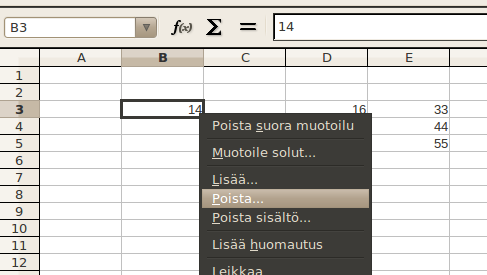 B3 f(x) Σ = 14
A B C D E
1
2
3 14 16 33
4 44
5 55
6
7
8
9
10
11
12
Poista suora muotoilu
Muotoile solut...
Lisää...
Poista...
Poista sisältö...
Lisää huomautus
Leikkaa